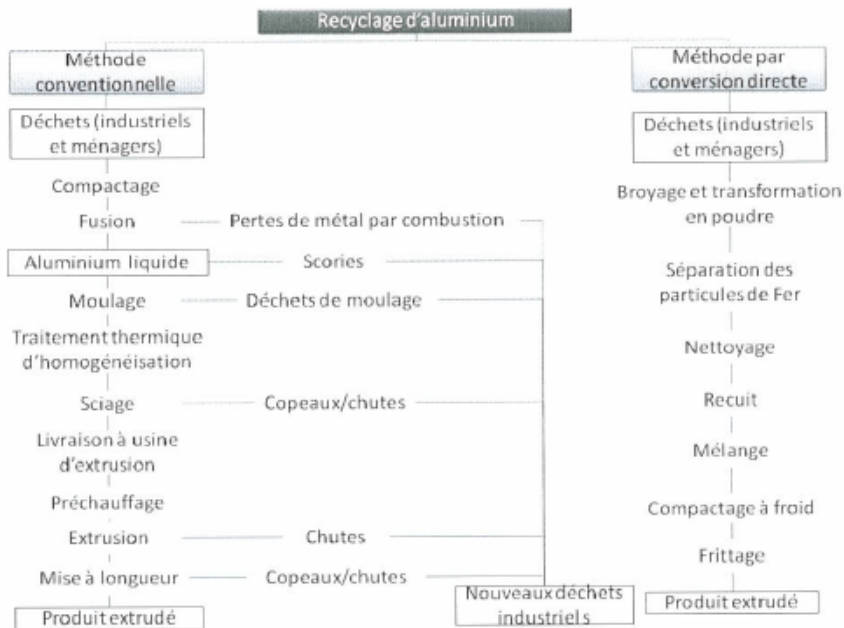 Recyclage d'aluminium
Méthode
conventionnelle
Déchets (industriels
et ménagers)
Compactage
Fusion
Pertes de métal par combustion
Aluminium liquide
Scories
Moulage
Déchets de moulage
Traitement thermique
d'homogénéisation
Sciage
Copeaux/chutes
Livraison à usine
d'extrusion
Préchauffage
Extrusion
Chutes
Mise à longueur
Copeaux/chutes
Produit extrudé
Nouveaux déchets
industriels
Méthode par
conversion directe
Déchets (industriels
et ménagers)
Broyage et transformation
en poudre
Séparation des
particules de Fer
Nettoyage
Recuit
Mélange
Compactage à froid
Frittage
Produit extrudé